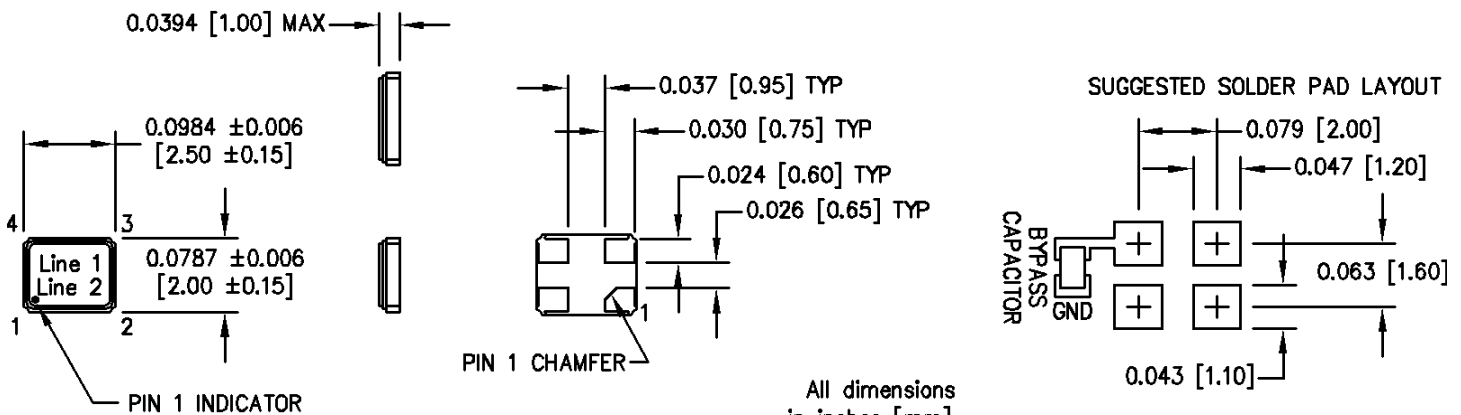 0.0394 [1.00] MAX
0.0984 ±0.006
[2.50 ±0.15]
4
3
Line 1
Line 2
0.0787 ±0.006
[2.00 ±0.15]
1
2
PIN 1 INDICATOR
0.037 [0.95] TYP
0.030 [0.75] TYP
0.024 [0.60] TYP
0.026 [0.65] TYP
1
PIN 1 CHAMFER
SUGGESTED SOLDER PAD LAYOUT
0.079 [2.00]
0.047 [1.20]
BYPASS
CAPACITOR
GND
0.063 [1.60]
0.043 [1.10]
All dimensions
in inches [mm]